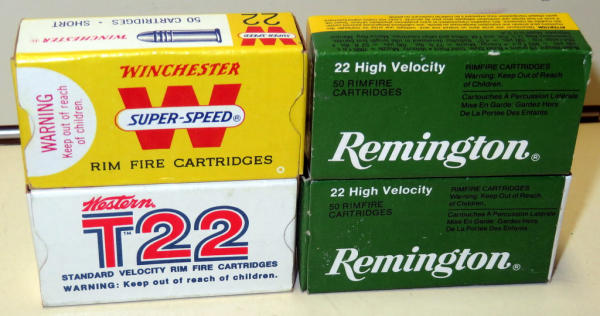 50 CARTRIDGES • SHORT
22
WINCHESTER
W
SUPER-SPEED
WINCHESTER
W
SUPER-SPEED®
RIM FIRE CARTRIDGES
WARNING
Keep out of reach
of children.
Western
T22
TM
STANDARD VELOCITY RIM FIRE CARTRIDGES
WARNING: Keep out of reach of children.
22 High Velocity
50 RIMFIRE
CARTRIDGES
RIMFIRE CARTRIDGES
Warning: Keep Out of Reach
of Children.
Cartouches A Percussion Latérale
Mise En Garde: Gardez Hors
De La Portée Des Enfants
Remington®
22 High Velocity
50 RIMFIRE
CARTRIDGES
RIMFIRE CARTRIDGES
Warning: Keep Out of Reach
of Children.
Cartouches A Percussion Latérale
Mise En Garde: Gardez Hors
De La Portée Des Enfants
Remington®